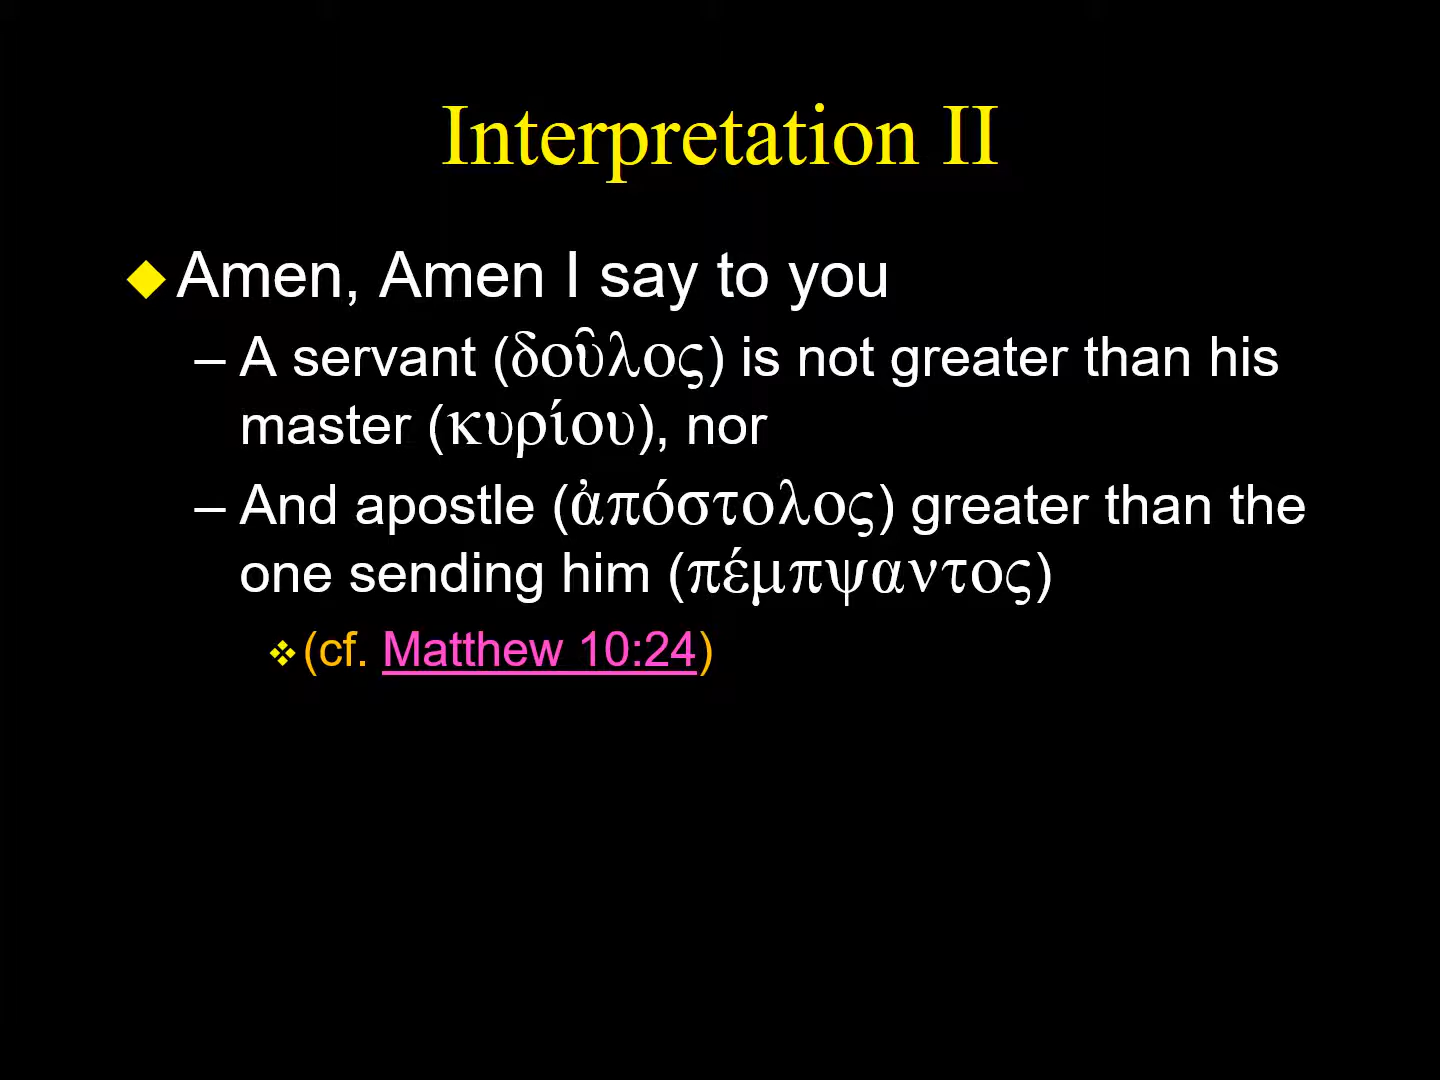 Interpretation II
Amen, Amen I say to you
– A servant (δοῦλος) is not greater than his
master (κυρίου), nor
– And apostle (ἀπόστολος) greater than the
one sending him (πέμπψαντος)
(cf. Matthew 10:24)